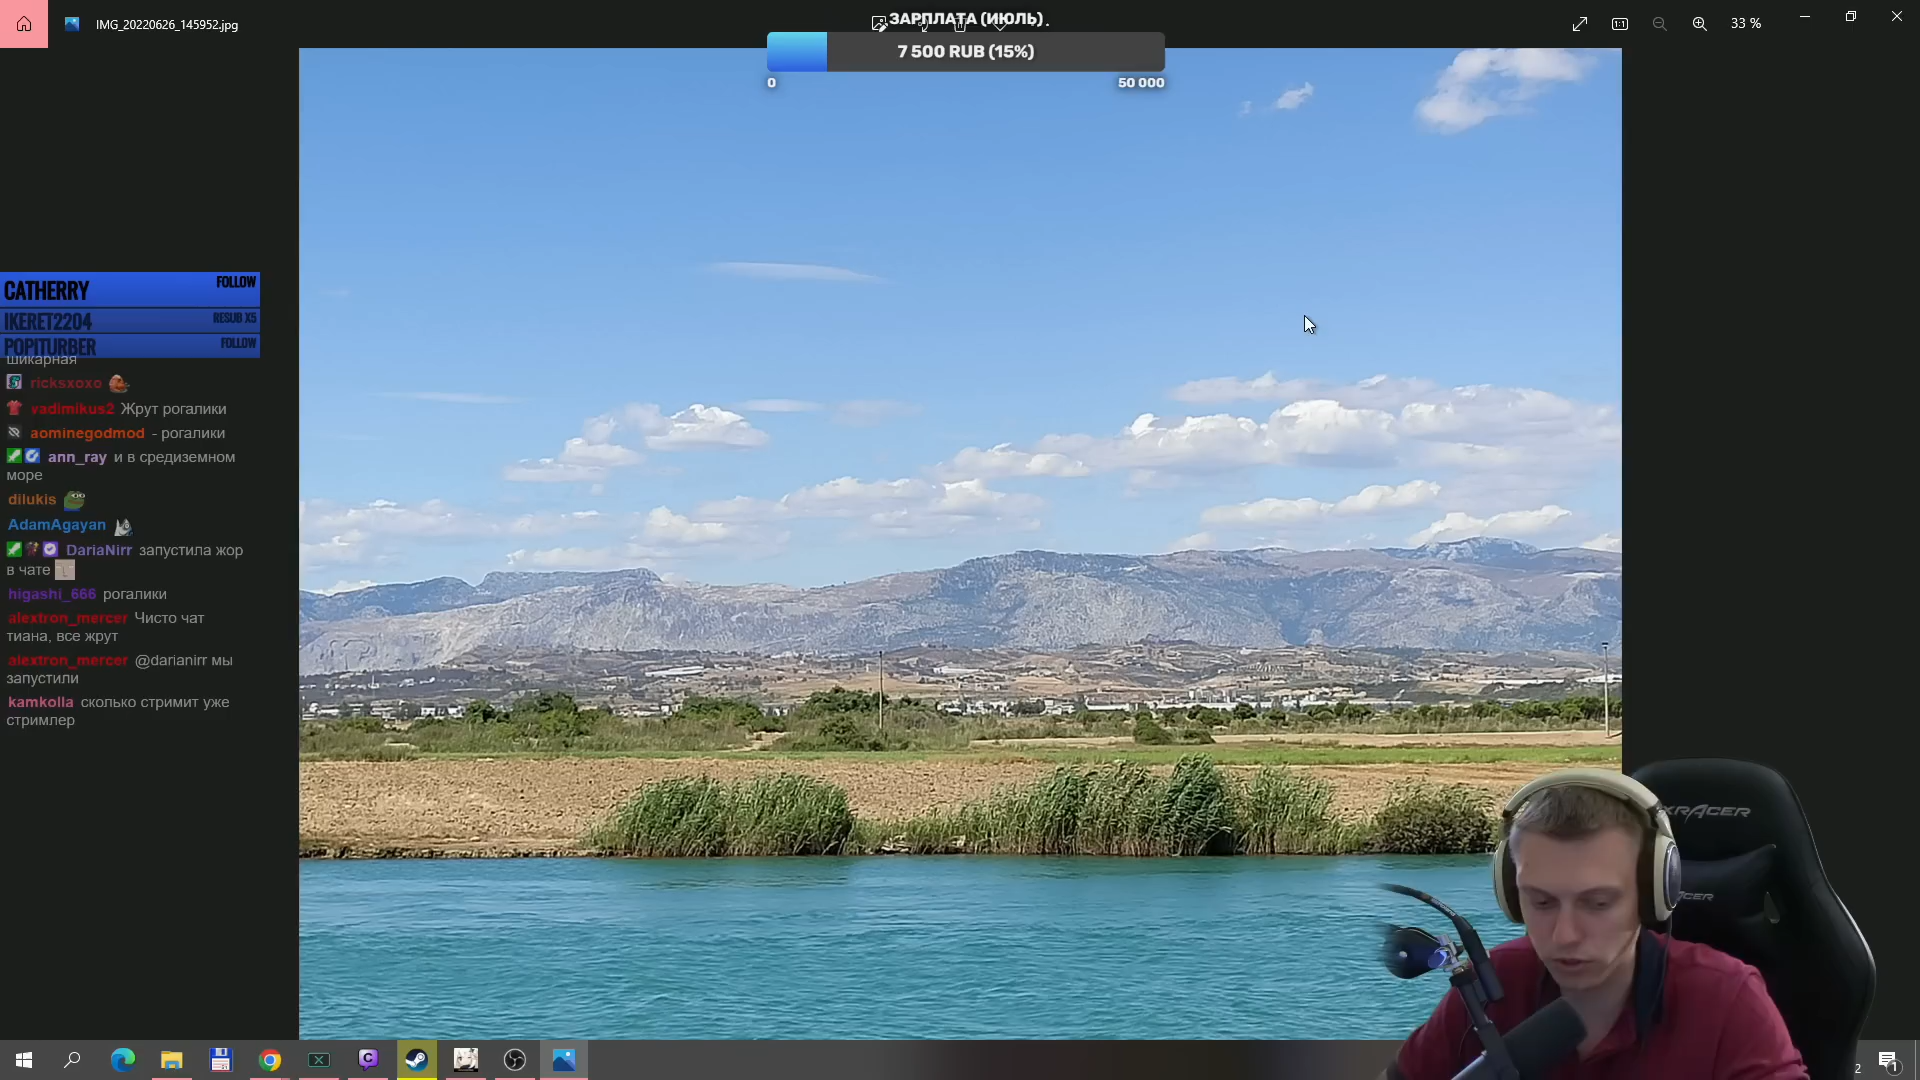 IMG_20220626_145952.jpg
ЗАРПЛАТА (ИЮЛЬ) .
33 %
7 500 RUB (15%)
0
50 000
CATHERRY FOLLOW
IKERET2204 RESUB X5
POPITURBER FOLLOW
шикарная
ricksxoxo
vadimikus2 Жрут рогалики
aominegodmod - рогалики
ann_ray и в средиземном
море
dilukis
AdamAgayan
DariaNirr запустила жор
в чате
higashi_666 рогалики
alextron_mercer Чисто чат
тиана, все жрут
alextron_mercer @darianirr мы
запустили
kamkolla сколько стримит уже
стримлер
2
1